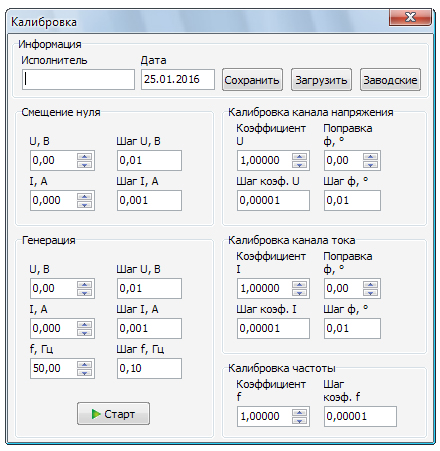 Калибровка
Информация
Исполнитель Дата
25.01.2016 Сохранить Загрузить Заводские
Смещение нуля
U, В Шаг U, В
0,00 0,01
I, А Шаг I, А
0,000 0,001
Калибровка канала напряжения
Коэффициент U Поправка ф, °
1,00000 0,00
Шаг коэф. U Шаг ф, °
0,00001 0,01
Генерация
U, В Шаг U, В
0,00 0,01
I, А Шаг I, А
0,000 0,001
f, Гц Шаг f, Гц
50,00 0,10
Старт
Калибровка канала тока
Коэффициент I Поправка ф, °
1,00000 0,00
Шаг коэф. I Шаг ф, °
0,00001 0,01
Калибровка частоты
Коэффициент f Шаг коэф. f
1,00000 0,00001